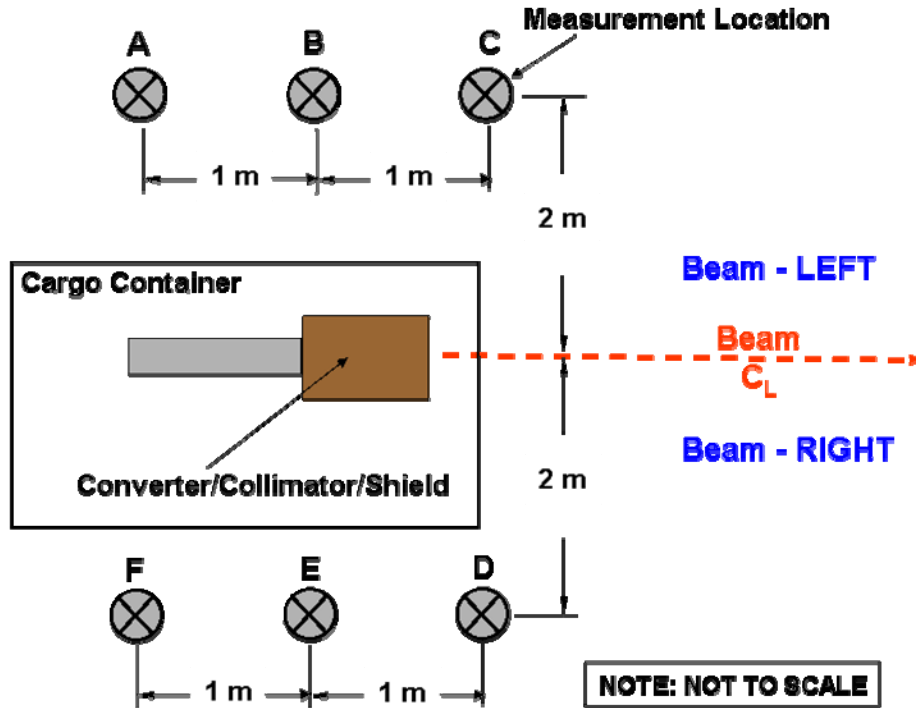 Measurement Location
A B C
1 m 1 m
2 m
Cargo Container
Beam - LEFT
Beam
CL
Beam - RIGHT
Converter/Collimator/Shield
2 m
F E D
1 m 1 m
NOTE: NOT TO SCALE